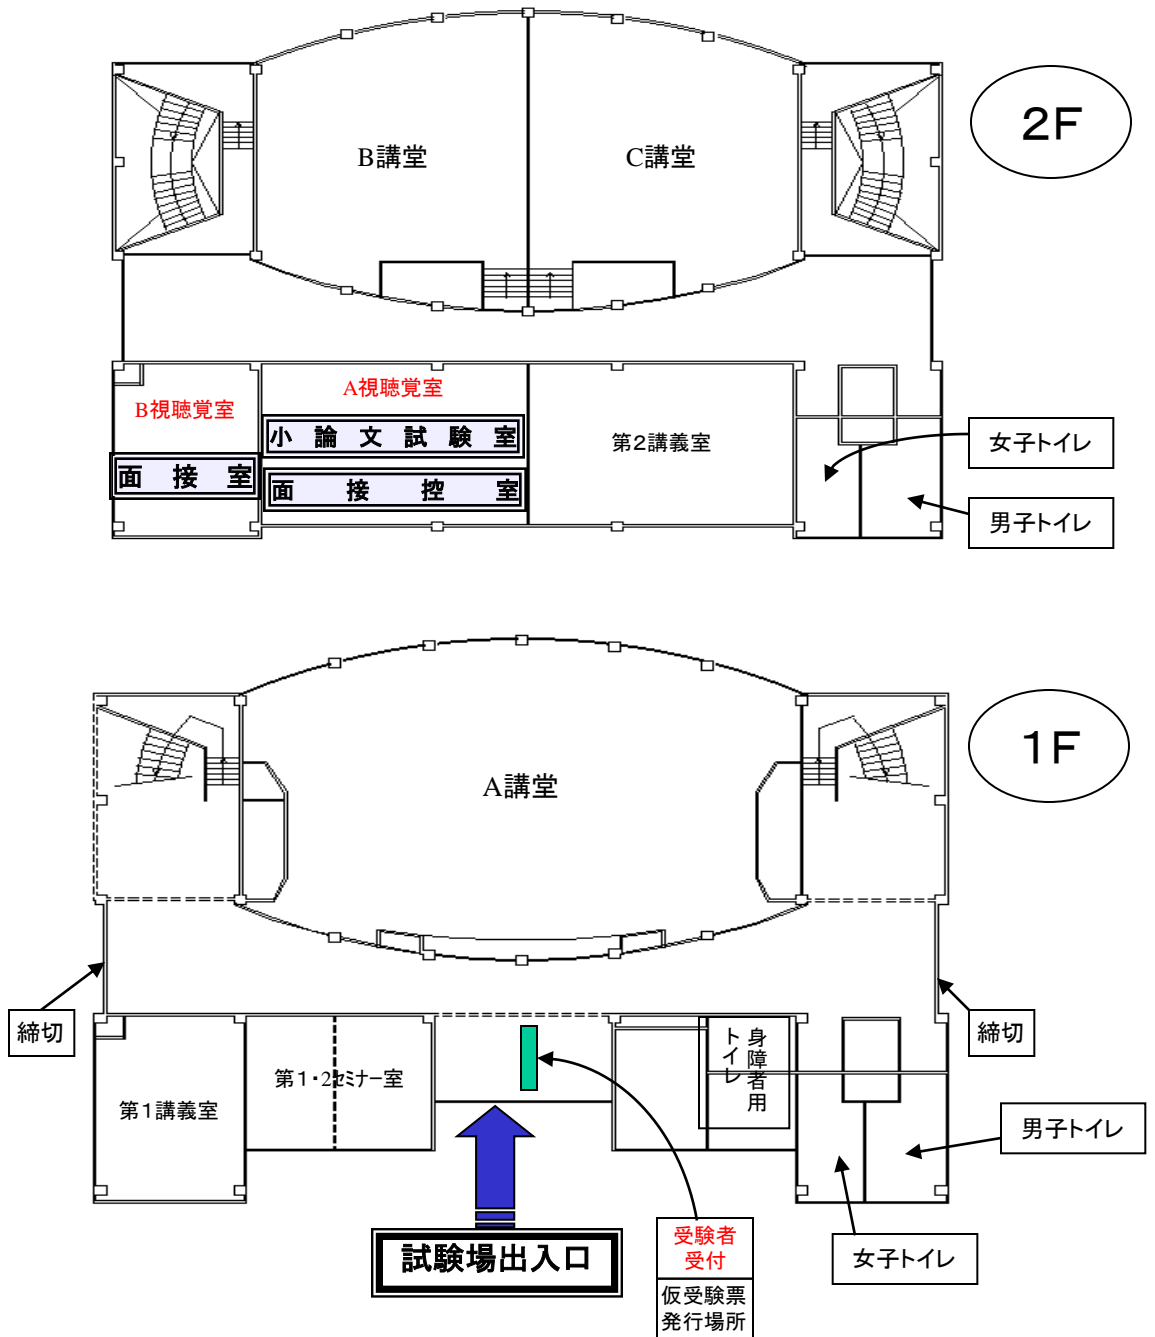 2F
B講堂
C講堂
B視聴覚室
A視聴覚室
小論文試験室
面接室
面接控室
第2講義室
女子トイレ
男子トイレ
1F
A講堂
締切
締切
第1講義室
第1・2セミナー室
身障者用
トイレ
男子トイレ
女子トイレ
試験場出入口
受験者
受付
仮受験票
発行場所